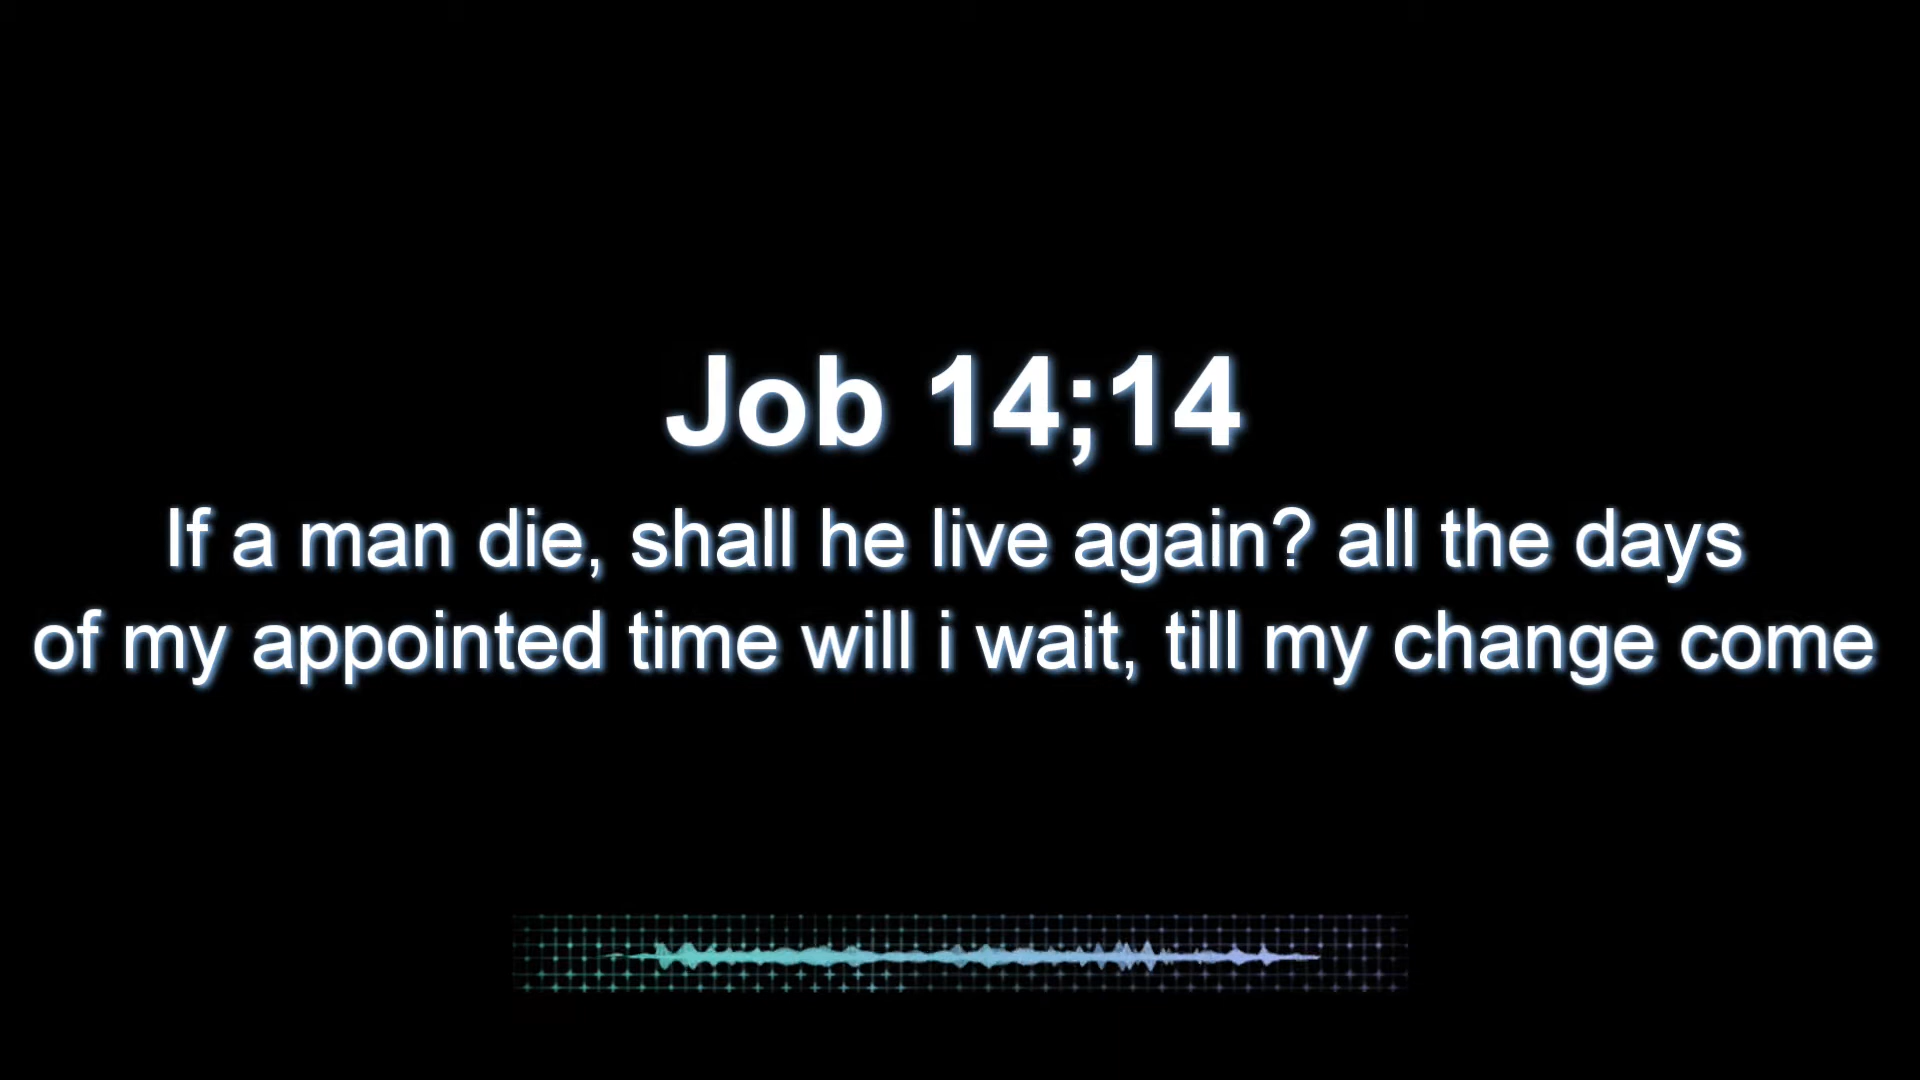 Job 14;14
If a man die, shall he live again? all the days
of my appointed time will i wait, till my change come